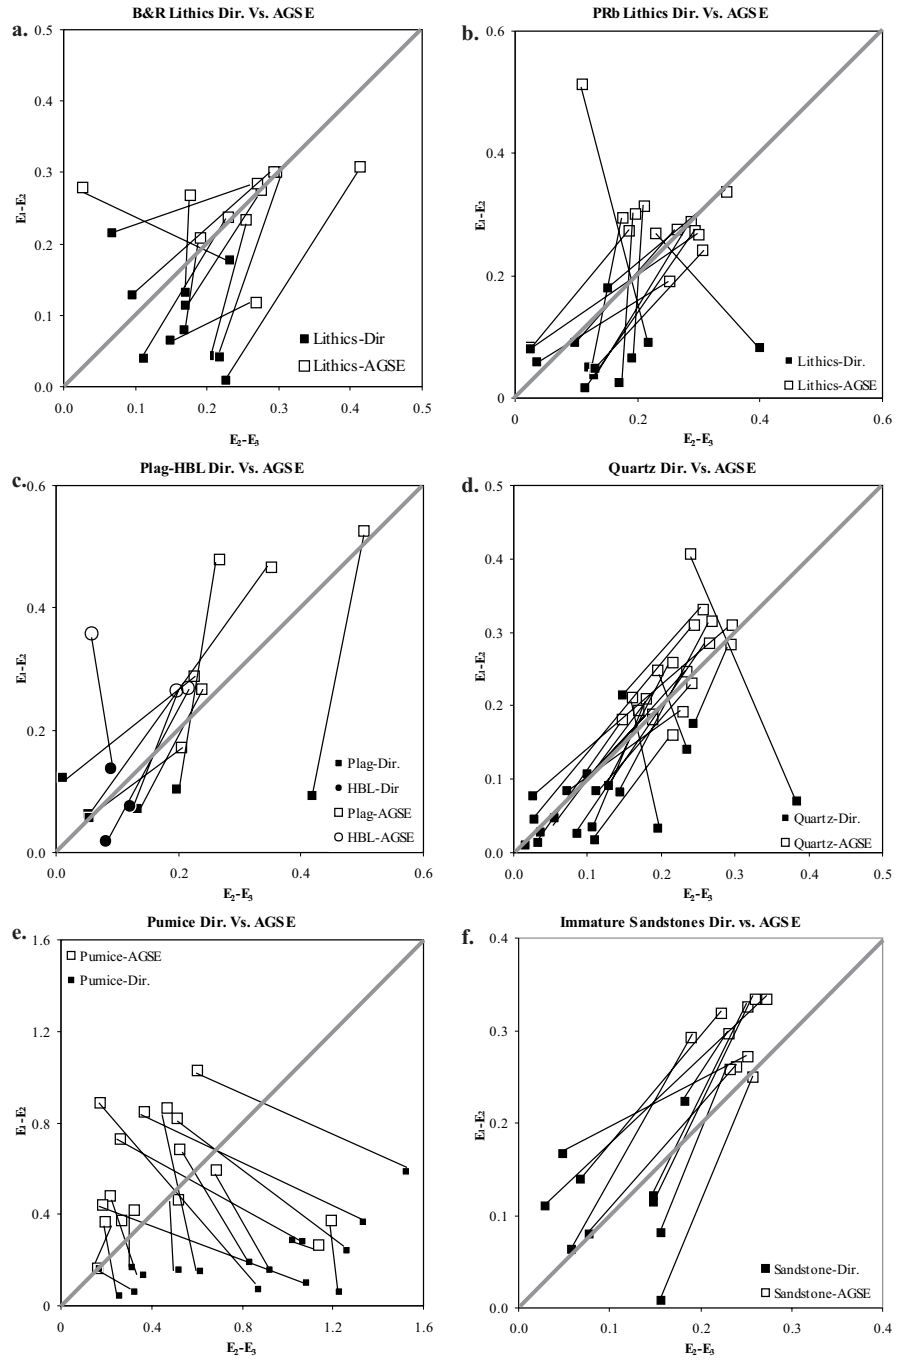 B&R Lithics Dir. Vs. AGSE
a.
0.5
0.4
0.3
0.2
0.1
0.0
E₁-E₂
Lithics-Dir
Lithics-AGSE
0.0 0.1 0.2 0.3 0.4 0.5
E₂-E₃
PRb Lithics Dir. Vs. AGSE
b.
0.6
0.4
0.2
0
E₁-E₂
Lithics-Dir.
Lithics-AGSE
0 0.2 0.4 0.6
E₂-E₃
Plag-HBL Dir. Vs. AGSE
c.
0.6
0.4
0.2
0.0
E₁-E₂
Plag-Dir.
HBL-Dir
Plag-AGSE
HBL-AGSE
0.0 0.2 0.4 0.6
E₂-E₃
Quartz Dir. Vs. AGSE
d.
0.5
0.4
0.3
0.2
0.1
0.0
E₁-E₂
Quartz-Dir.
Quartz-AGSE
0.0 0.1 0.2 0.3 0.4 0.5
E₂-E₃
Pumice Dir. Vs. AGSE
e.
1.6
1.2
0.8
0.4
0
E₁-E₂
Pumice-AGSE
Pumice-Dir.
0 0.4 0.8 1.2 1.6
E₂-E₃
Immature Sandstones Dir. vs. AGSE
f.
0.4
0.3
0.2
0.1
0.0
E₁-E₂
Sandstone-Dir.
Sandstone-AGSE
0.0 0.1 0.2 0.3 0.4
E₂-E₃